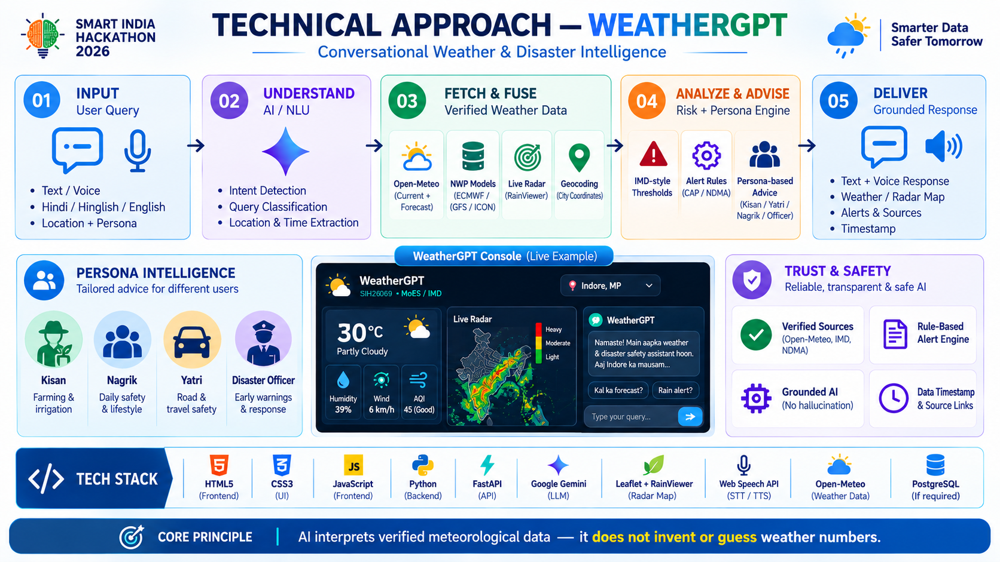 SMART INDIA
HACKATHON
2026
TECHNICAL APPROACH — WEATHERGPT
Conversational Weather & Disaster Intelligence
Smarter Data
Safer Tomorrow
01
INPUT
User Query
• Text / Voice
• Hindi / Hinglish / English
• Location + Persona
02
UNDERSTAND
AI / NLU
• Intent Detection
• Query Classification
• Location & Time Extraction
03
FETCH & FUSE
Verified Weather Data
Open-Meteo
(Current +
Forecast)
NWP Models
(ECMWF /
(GFS / ICON)
Live Radar
(RainViewer)
Geocoding
(City Coordinates)
04
ANALYZE & ADVISE
Risk + Persona Engine
IMD-style
Thresholds
Alert Rules
(CAP / NDMA)
Persona-based
Advice
(Kisan / Yatri /
Nagrik / Officer)
05
DELIVER
Grounded Response
• Text + Voice Response
• Weather / Radar Map
• Alerts & Sources
• Timestamp
PERSONA INTELLIGENCE
Tailored advice for different users
Kisan
Farming &
irrigation
Nagrik
Daily safety
& lifestyle
Yatri
Road &
travel safety
Disaster Officer
Early warnings
& response
WeatherGPT Console (Live Example)
WeatherGPT
SIH26069 • MoES / IMD
Indore, MP
30°C
Partly Cloudy
Humidity
39%
Wind
6 km/h
AQI
45 (Good)
Live Radar
Heavy
Moderate
Light
WeatherGPT
Namaste! Main aapka weather
& disaster safety assistant hoon.
Aaj Indore ka mausam...
Kal ka forecast?
Rain alert?
Type your query...
TRUST & SAFETY
Reliable, transparent & safe AI
Verified Sources
(Open-Meteo, IMD,
NDMA)
Rule-Based
Alert Engine
Grounded AI
(No hallucination)
Data Timestamp
& Source Links
</> TECH STACK
5
HTML5
(Frontend)
3
CSS3
(UI)
JS
JavaScript
(Frontend)
Python
(Backend)
FastAPI
(API)
Google Gemini
(LLM)
Leaflet + RainViewer
(Radar Map)
Web Speech API
(STT / TTS)
Open-Meteo
(Weather Data)
PostgreSQL
(If required)
CORE PRINCIPLE | AI interprets verified meteorological data — it does not invent or guess weather numbers.